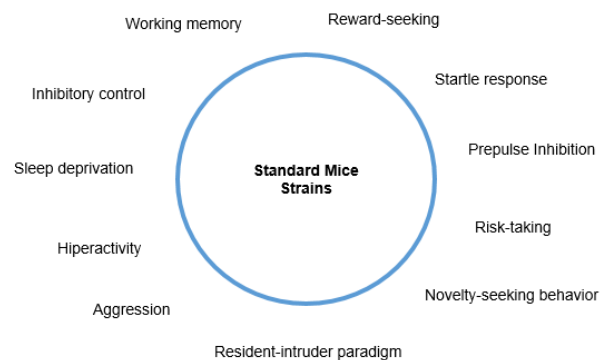 Reward-seeking
Working memory
Startle response
Inhibitory control
Prepulse Inhibition
Sleep deprivation
Standard Mice
Strains
Risk-taking
Hiperactivity
Novelty-seeking behavior
Aggression
Resident-intruder paradigm